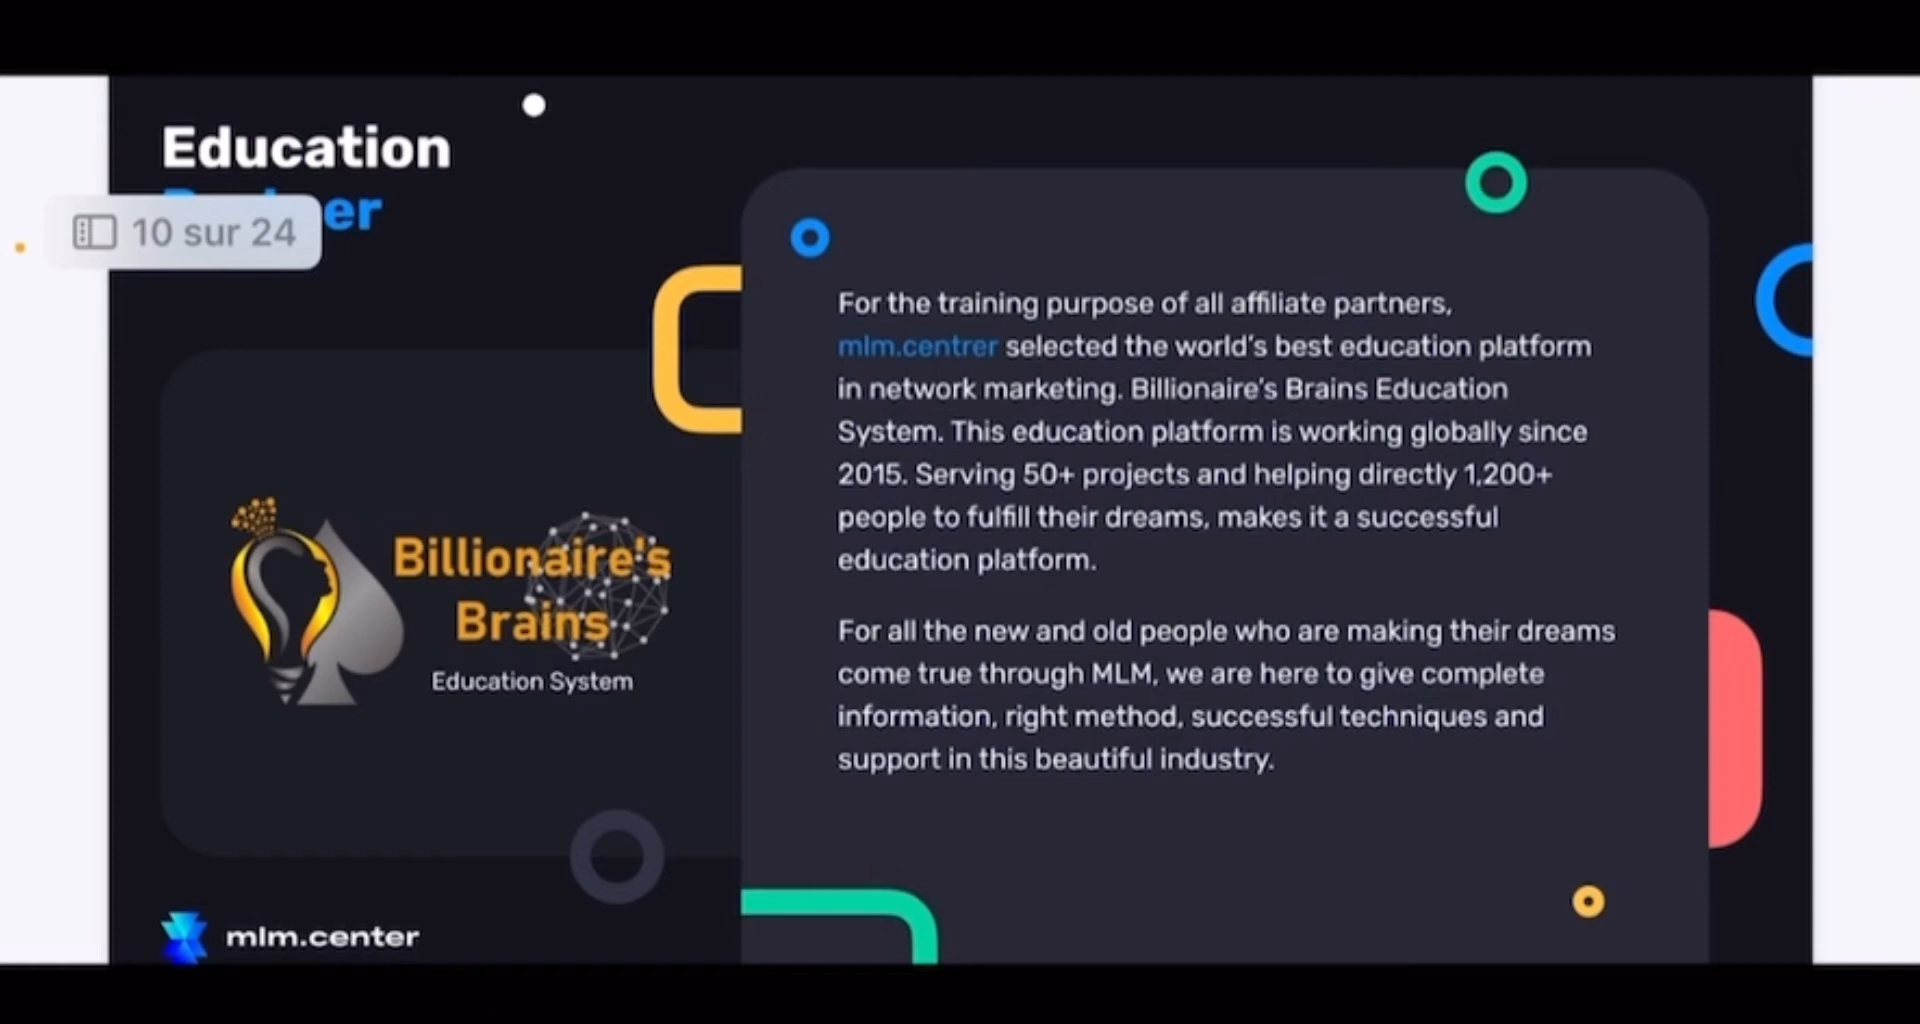 Education
10 sur 24
For the training purpose of all affiliate partners,
mlm.centrer selected the world's best education platform
in network marketing. Billionaire's Brains Education
System. This education platform is working globally since
2015. Serving 50+ projects and helping directly 1,200+
people to fulfill their dreams, makes it a successful
education platform.
For all the new and old people who are making their dreams
come true through MLM, we are here to give complete
information, right method, successful techniques and
support in this beautiful industry.
Billionaire's
Brains
Education System
mlm.center